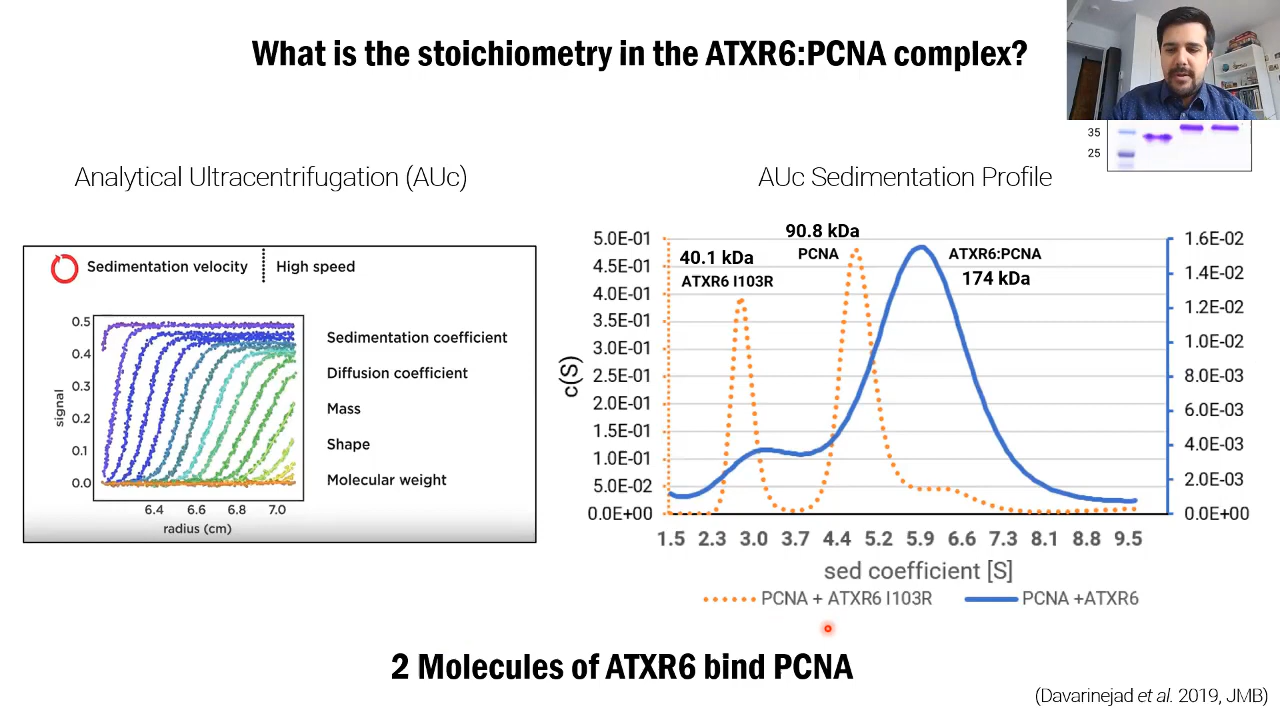 What is the stoichiometry in the ATXR6:PCNA complex?
35
25
Analytical Ultracentrifugation (AUc)
AUc Sedimentation Profile
Sedimentation velocity
High speed
0.5
0.4
0.3
0.2
0.1
0.0
signal
6.4 6.6 6.8 7.0
radius (cm)
Sedimentation coefficient
Diffusion coefficient
Mass
Shape
Molecular weight
5.0E-01
4.5E-01
4.0E-01
3.5E-01
3.0E-01
2.5E-01
2.0E-01
1.5E-01
1.0E-01
5.0E-02
0.0E+00
c(S)
40.1 kDa
ATXR6 I103R
90.8 kDa
PCNA
ATXR6:PCNA
174 kDa
1.6E-02
1.4E-02
1.2E-02
1.0E-02
8.0E-03
6.0E-03
4.0E-03
2.0E-03
0.0E+00
1.5 2.3 3.0 3.7 4.4 5.2 5.9 6.6 7.3 8.1 8.8 9.5
sed coefficient [S]
PCNA + ATXR6 I103R
PCNA +ATXR6
2 Molecules of ATXR6 bind PCNA
(Davarinejad et al. 2019, JMB)